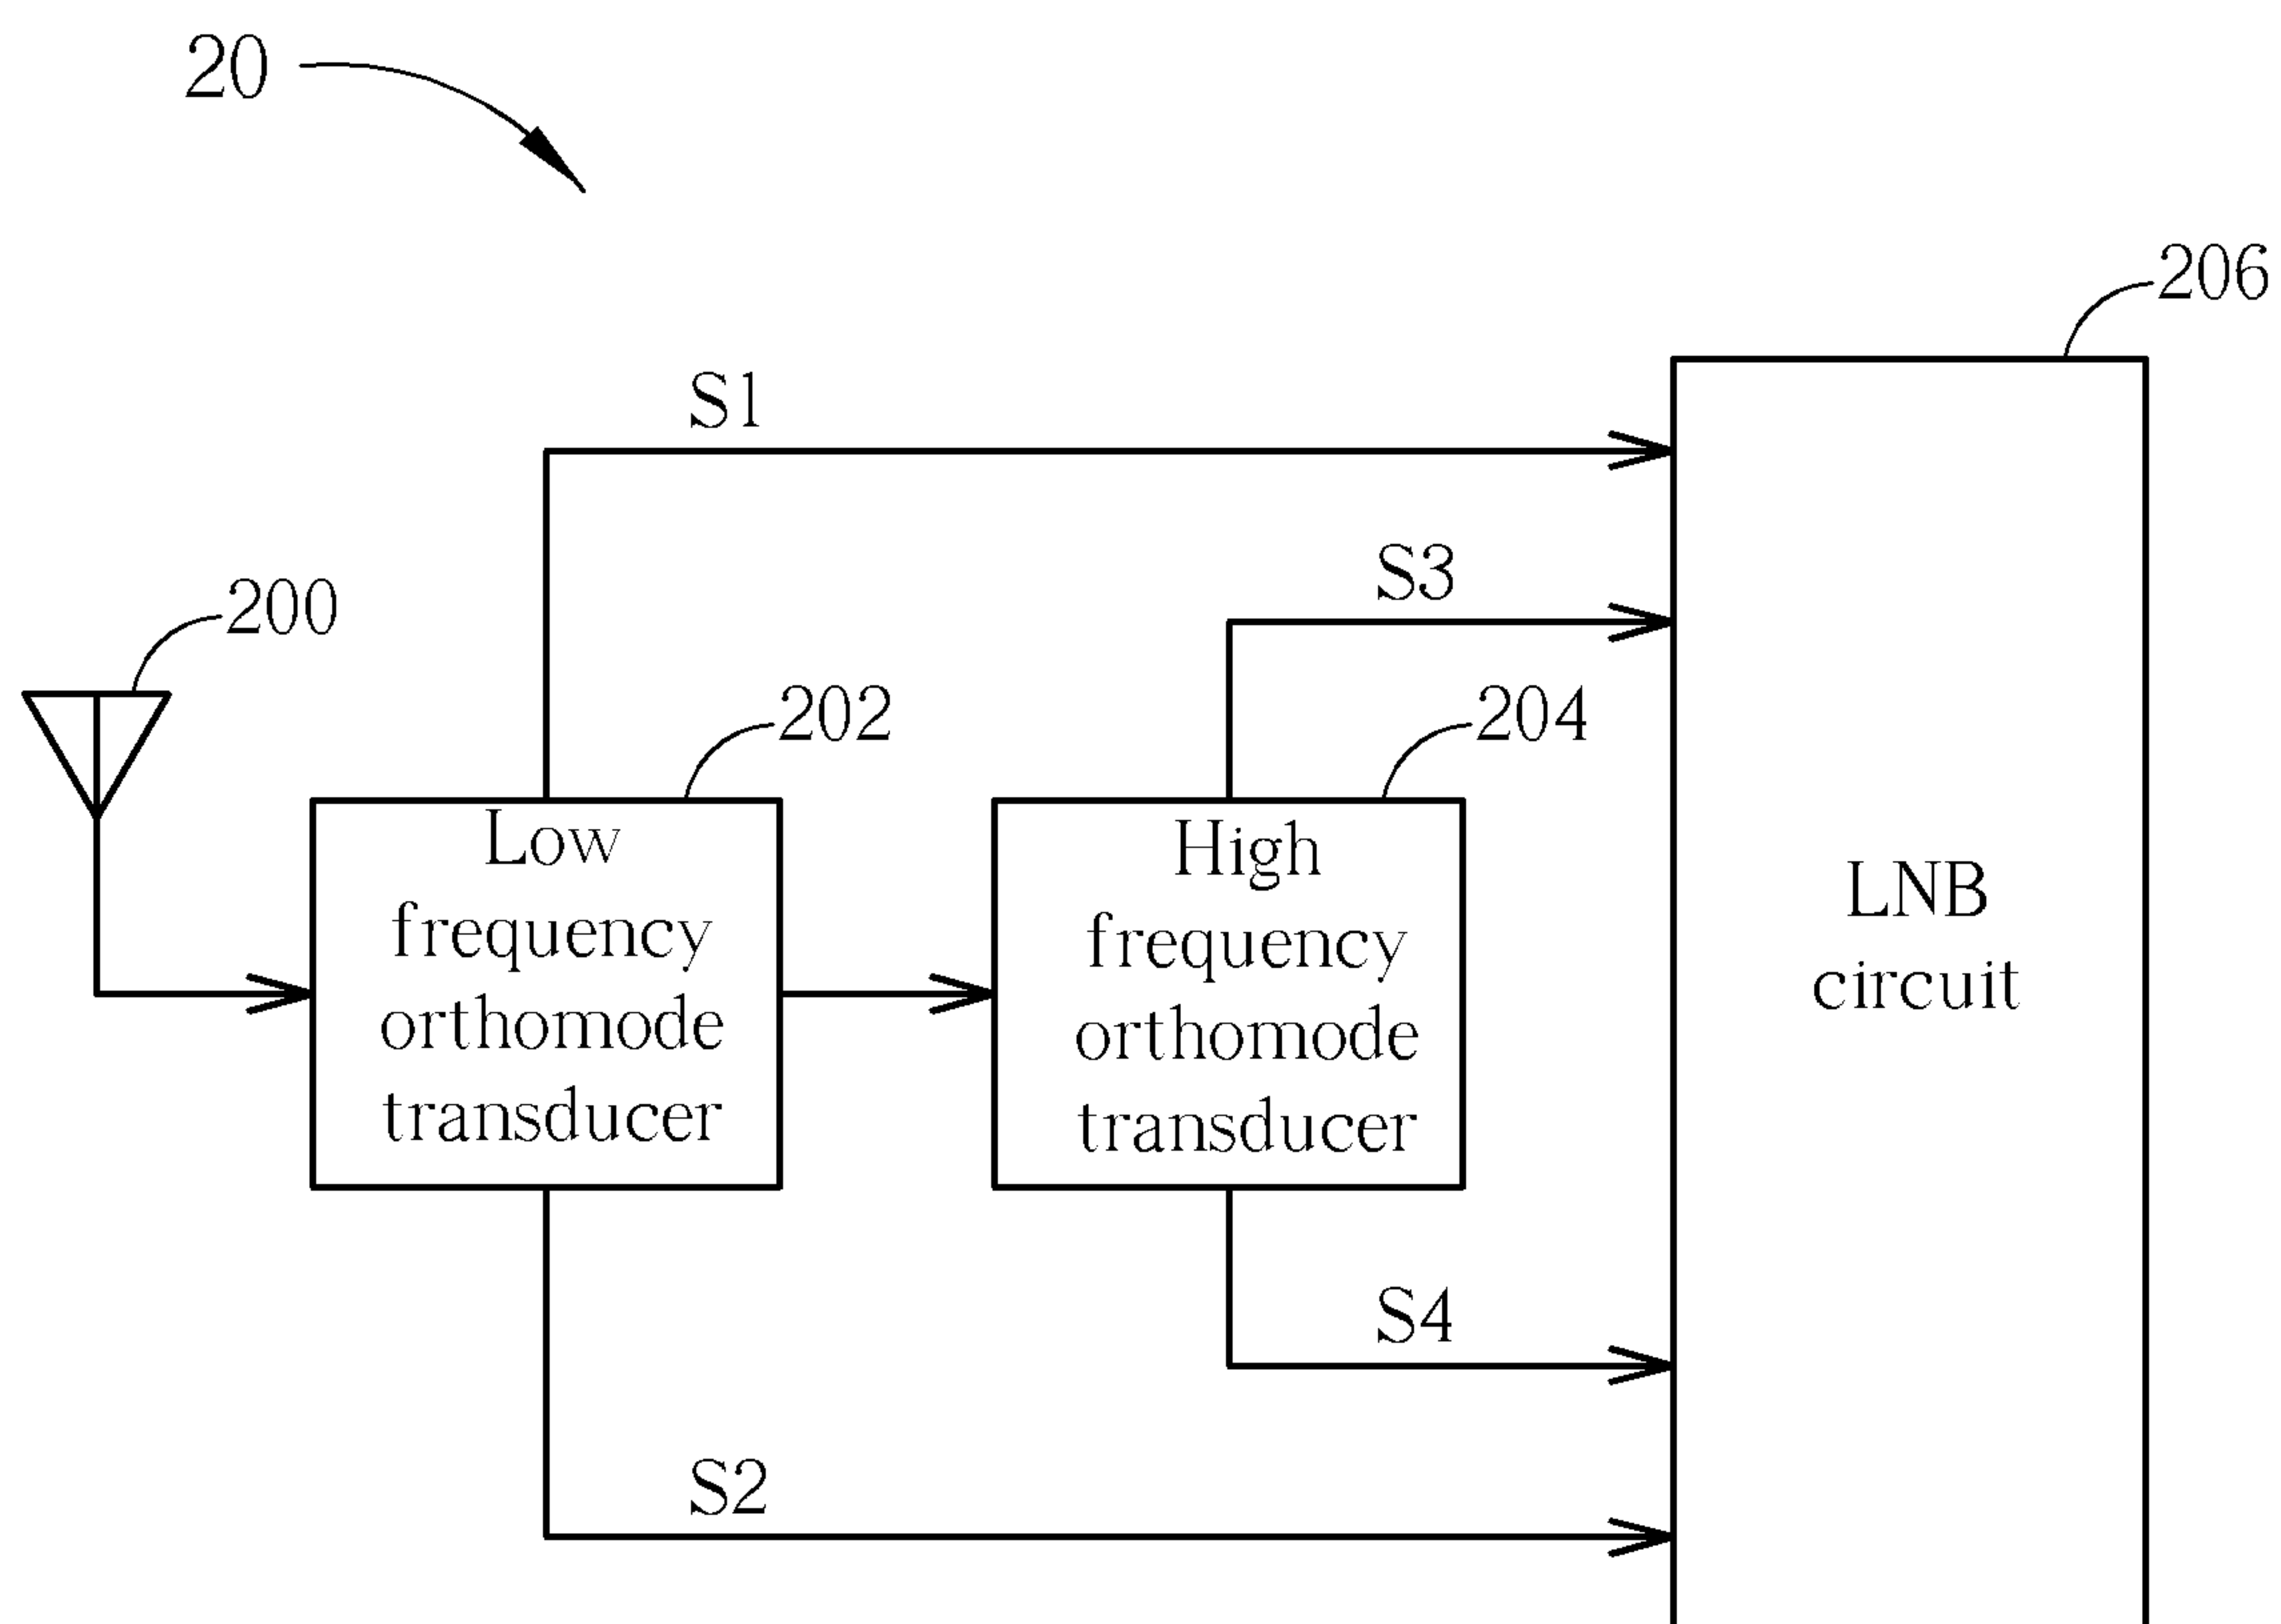 20
206
S1
S3
200
202
204
Low
frequency
orthomode
transducer
High
frequency
orthomode
transducer
LNB
circuit
S4
S2